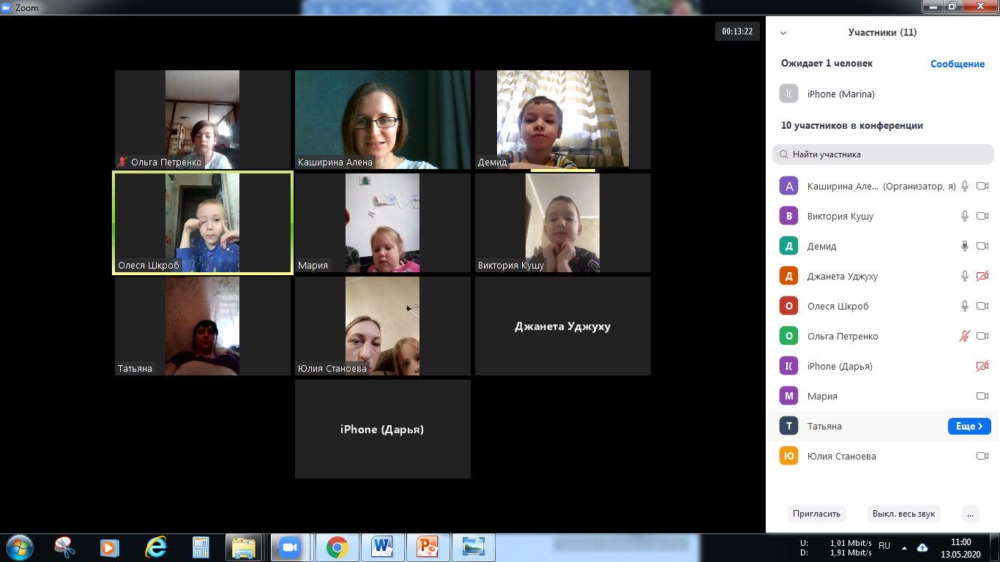 Zoom
00:13:22
Ольга Петренко
Каширина Алена
Демид
Олеся Шкроб
Мария
Виктория Кушу
Татьяна
Юлия Станоева
Джанета Уджуху
iPhone (Дарья)
Участники (11)
Ожидает 1 человек Сообщение
I( iPhone (Marina)
10 участников в конференции
Найти участника
А Каширина Але... (Организатор, я)
В Виктория Кушу
Д Демид
Д Джанета Уджуху
О Олеся Шкроб
О Ольга Петренко
I( iPhone (Дарья)
М Мария
Т Татьяна Еще >
Ю Юлия Станоева
Пригласить Выкл. весь звук ...
U: 1,01 Mbit/s
D: 1,91 Mbit/s
RU
11:00
13.05.2020